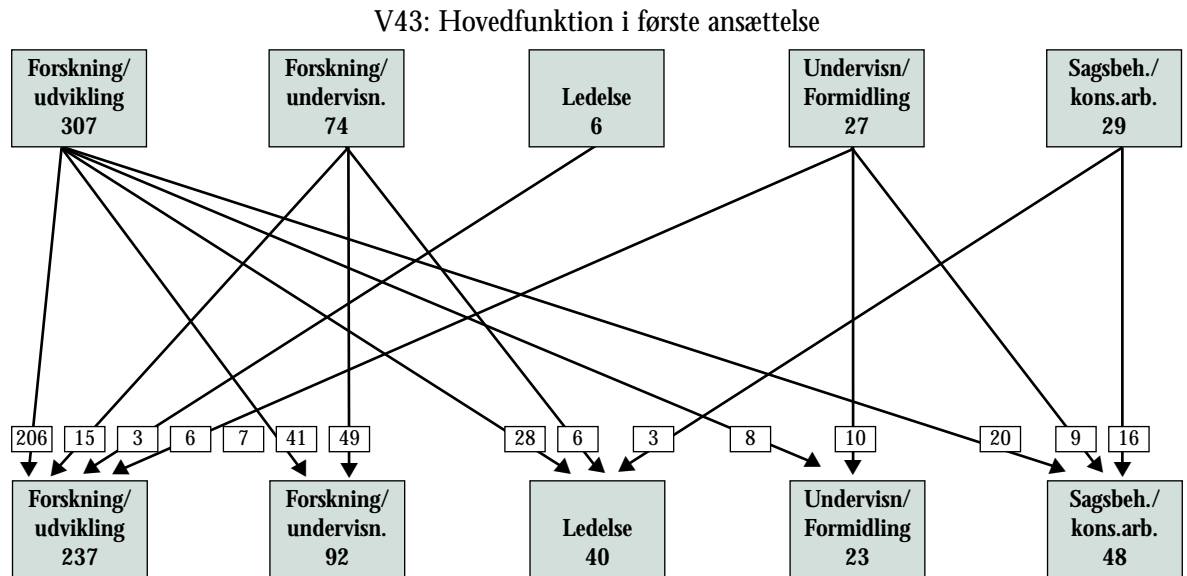 V43: Hovedfunktion i første ansættelse
Forskning/
udvikling
307
Forskning/
undervisn.
74
Ledelse
6
Undervisn/
Formidling
27
Sagsbeh./
kons.arb.
29
206
15
3
6
7
41
49
28
6
3
8
10
20
9
16
Forskning/
udvikling
237
Forskning/
undervisn.
92
Ledelse
40
Undervisn/
Formidling
23
Sagsbeh./
kons.arb.
48